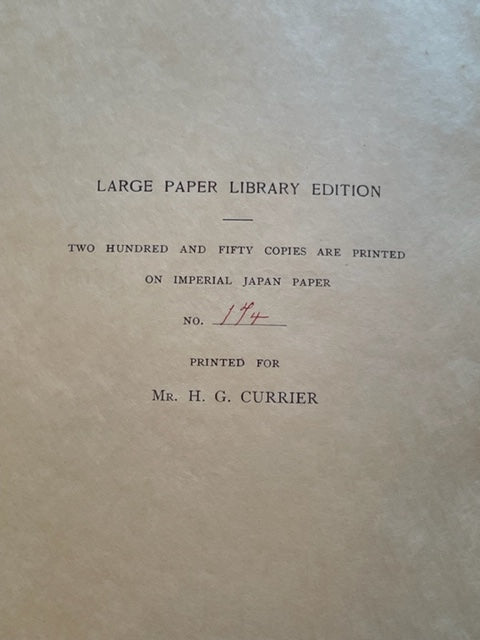 LARGE PAPER LIBRARY EDITION
TWO HUNDRED AND FIFTY COPIES ARE PRINTED
ON IMPERIAL JAPAN PAPER
NO. 174
PRINTED FOR
MR. H. G. CURRIER